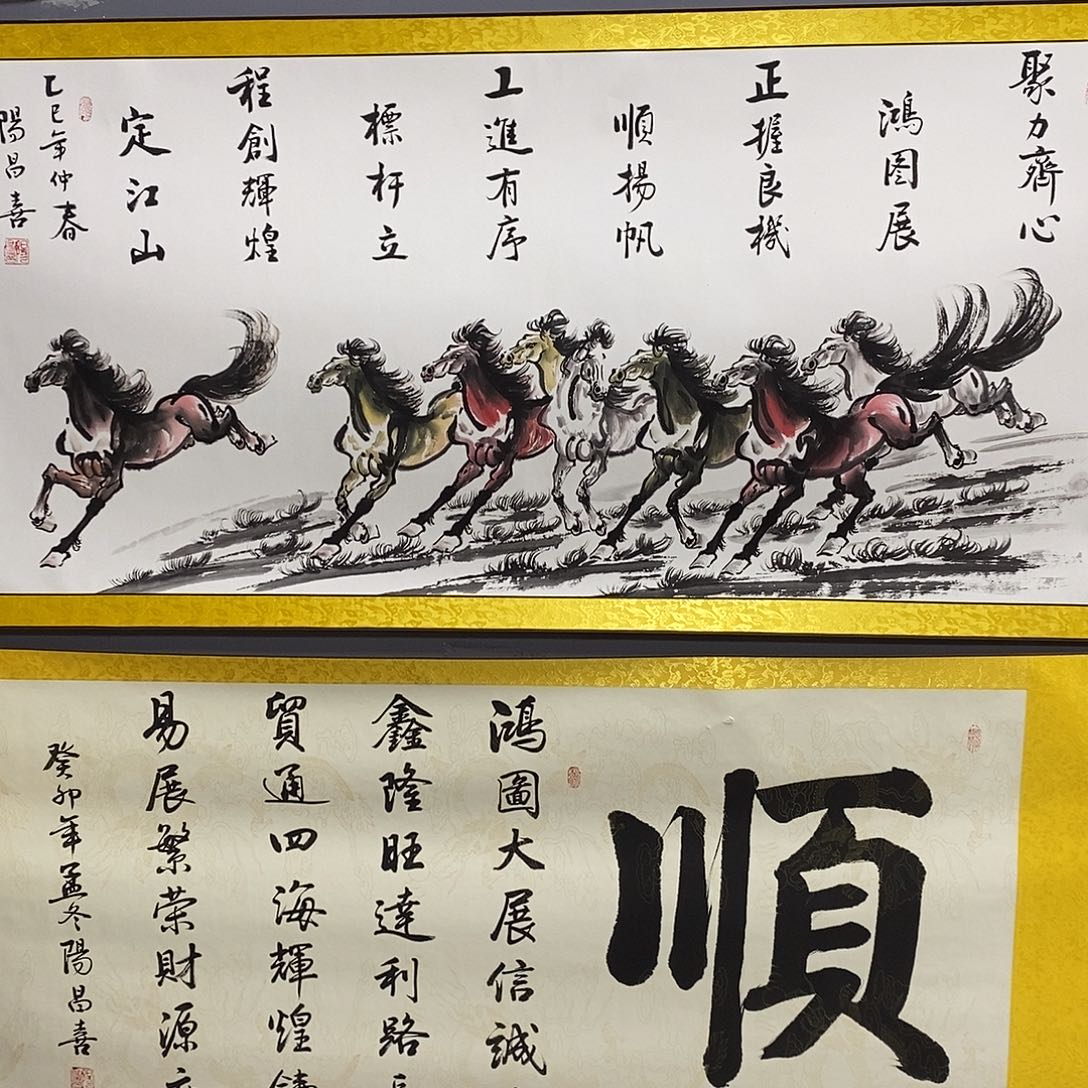 聚力齊心
鴻图展
正握良機
順揚帆
工進有序
標杆立
程創輝煌
定江山
乙巳年仲春
陽昌喜
順
鴻圖大展信誠
鑫隆旺達利路
貿通四海輝煌鑄
易展繁荣財源
癸卯年孟冬陽昌喜